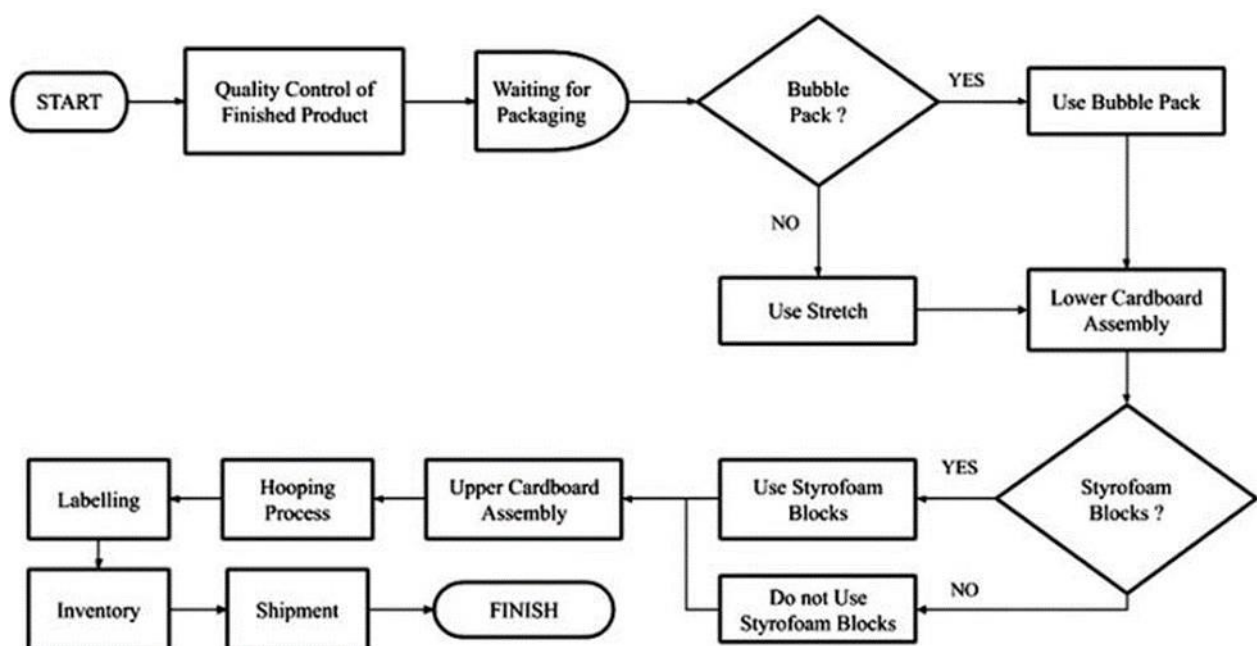 START
Quality Control of
Finished Product
Waiting for
Packaging
Bubble
Pack ?
YES
Use Bubble Pack
NO
Use Stretch
Lower Cardboard
Assembly
Styrofoam
Blocks ?
YES
Use Styrofoam
Blocks
NO
Do not Use
Styrofoam Blocks
Upper Cardboard
Assembly
Hooping
Process
Labelling
Inventory
Shipment
FINISH